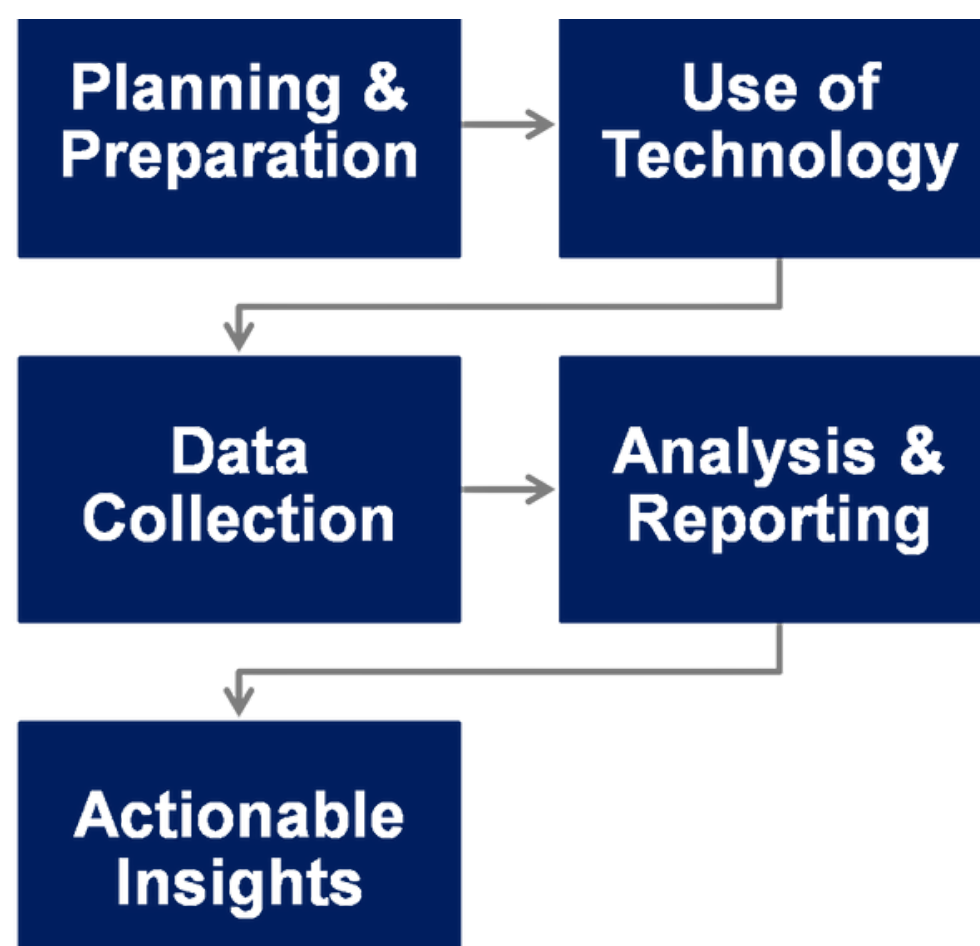 Planning &
Preparation
Use of
Technology
Data
Collection
Analysis &
Reporting
Actionable
Insights